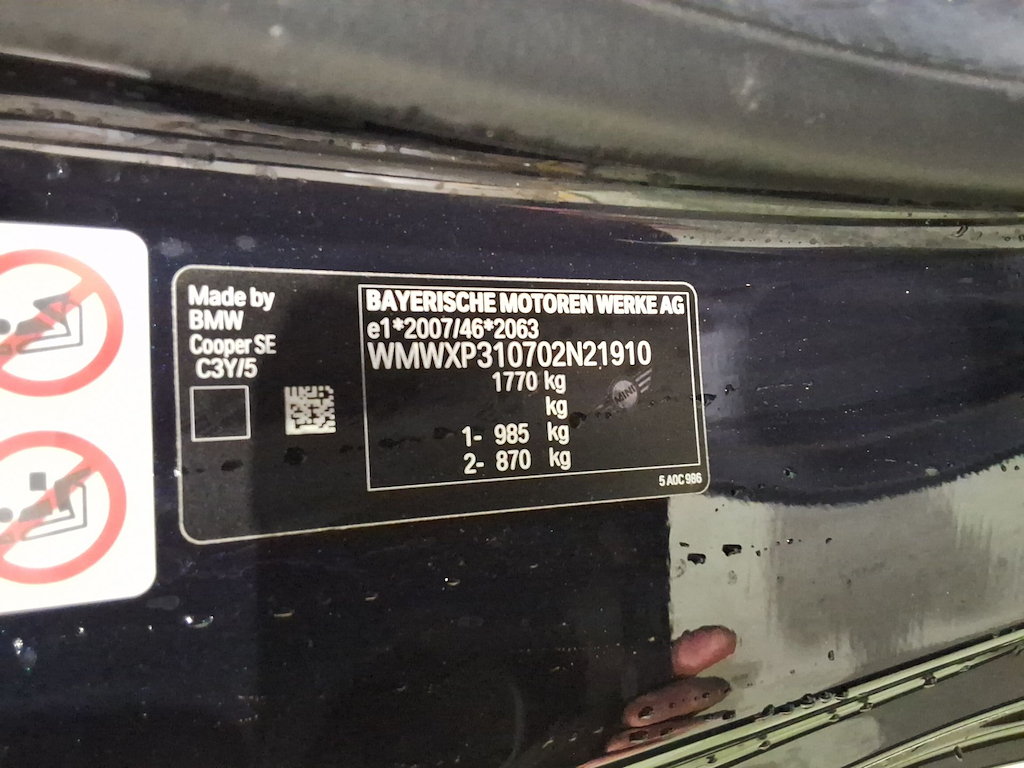 Made by
BMW
Cooper SE
C3Y/5
BAYERISCHE MOTOREN WERKE AG
e1*2007/46*2063
WMWXP310702N21910
1770 kg
kg
1- 985 kg
2- 870 kg
MINI
5 A0C 986